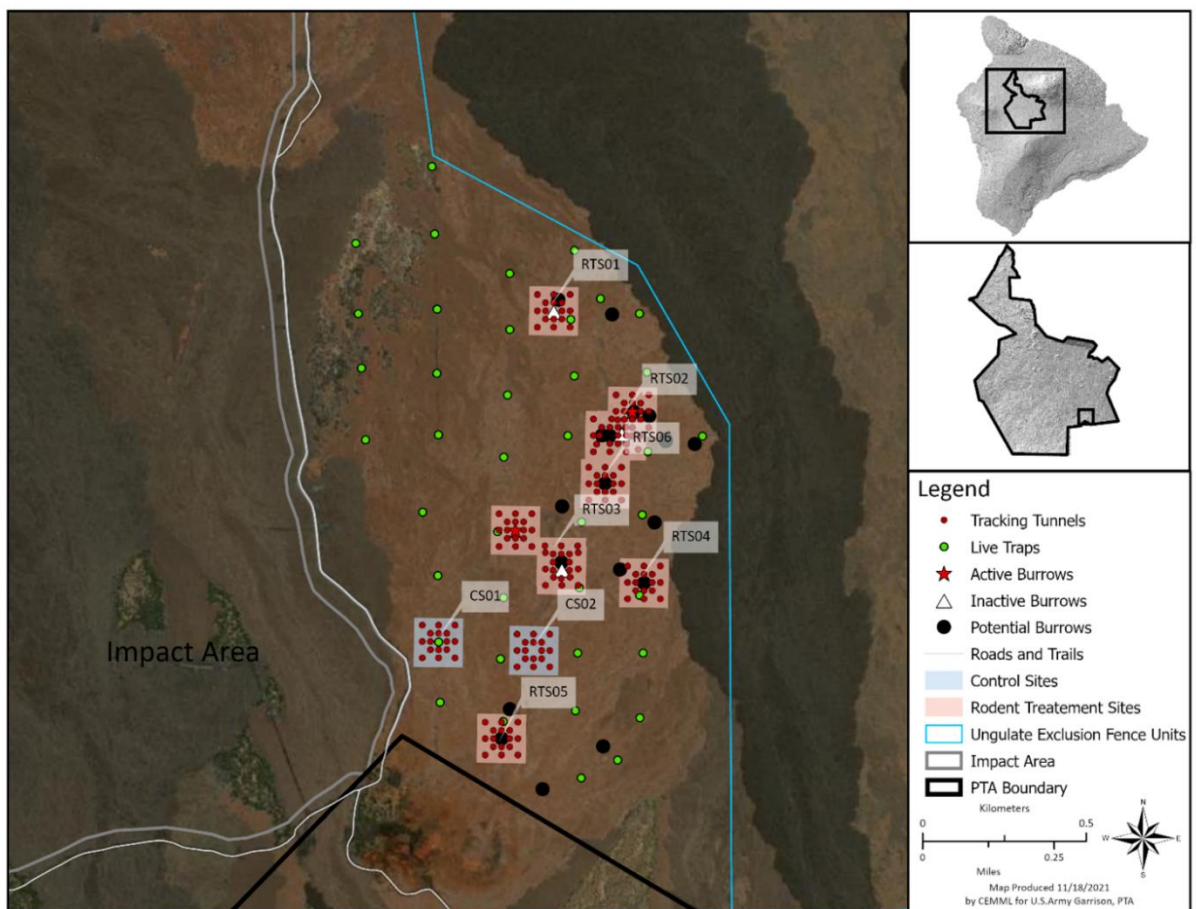 RTS01
RTS02
RTS06
RTS03
RTS04
CS01
CS02
Impact Area
RTS05
Legend
Tracking Tunnels
Live Traps
Active Burrows
Inactive Burrows
Potential Burrows
Roads and Trails
Control Sites
Rodent Treatement Sites
Ungulate Exclusion Fence Units
Impact Area
PTA Boundary
Kilometers
0 0.5
0 0.25
Miles
N
W E
S
Map Produced 11/18/2021
by CEMML for U.S.Army Garrison, PTA